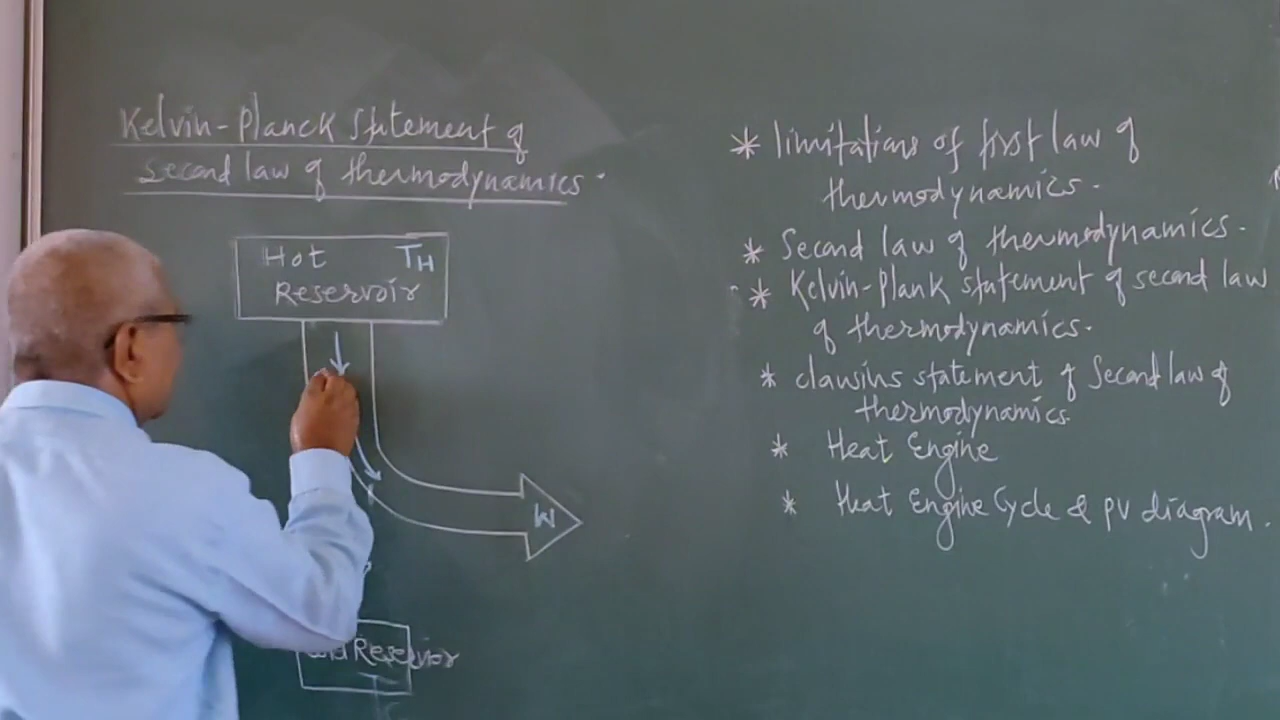 Kelvin-Planck Statement of
second law of thermodynamics.
Hot TH
Reservoir
W
Reservior
* limitations of first law of
thermodynamics.
* Second law of thermodynamics.
* Kelvin-Plank statement of second law
of thermodynamics.
* clausius statement of Second law of
thermodynamics
* Heat Engine
* Heat Engine Cycle & PV diagram.